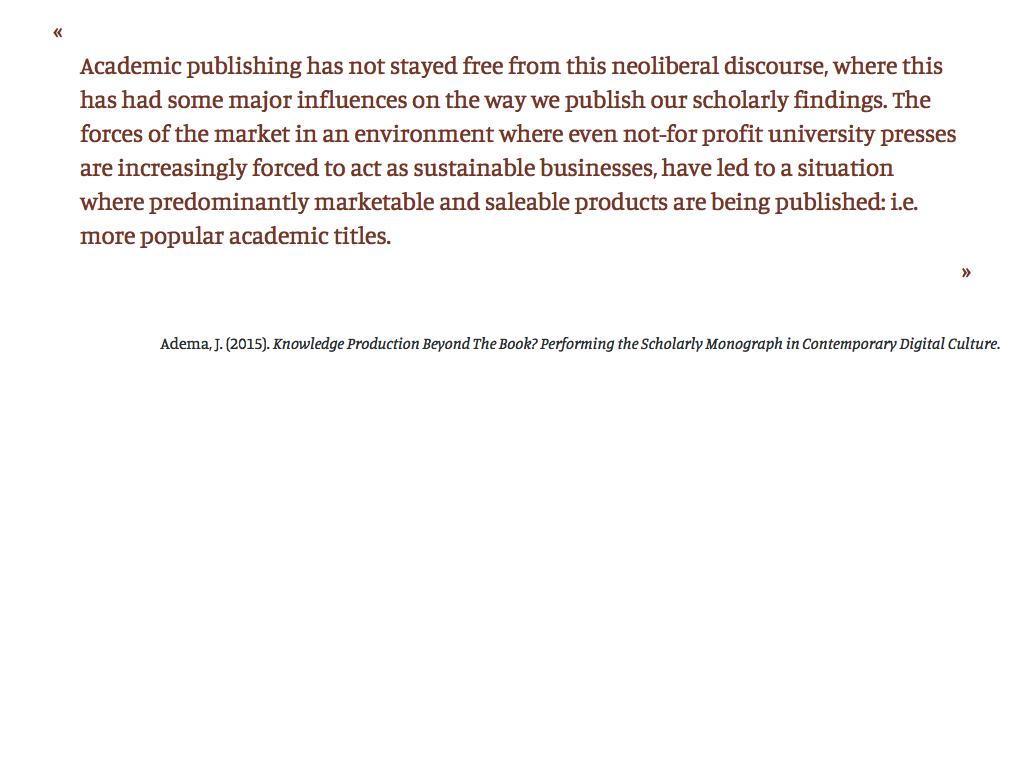 «
Academic publishing has not stayed free from this neoliberal discourse, where this
has had some major influences on the way we publish our scholarly findings. The
forces of the market in an environment where even not-for profit university presses
are increasingly forced to act as sustainable businesses, have led to a situation
where predominantly marketable and saleable products are being published: i.e.
more popular academic titles.
»
Adema, J. (2015). Knowledge Production Beyond The Book? Performing the Scholarly Monograph in Contemporary Digital Culture.